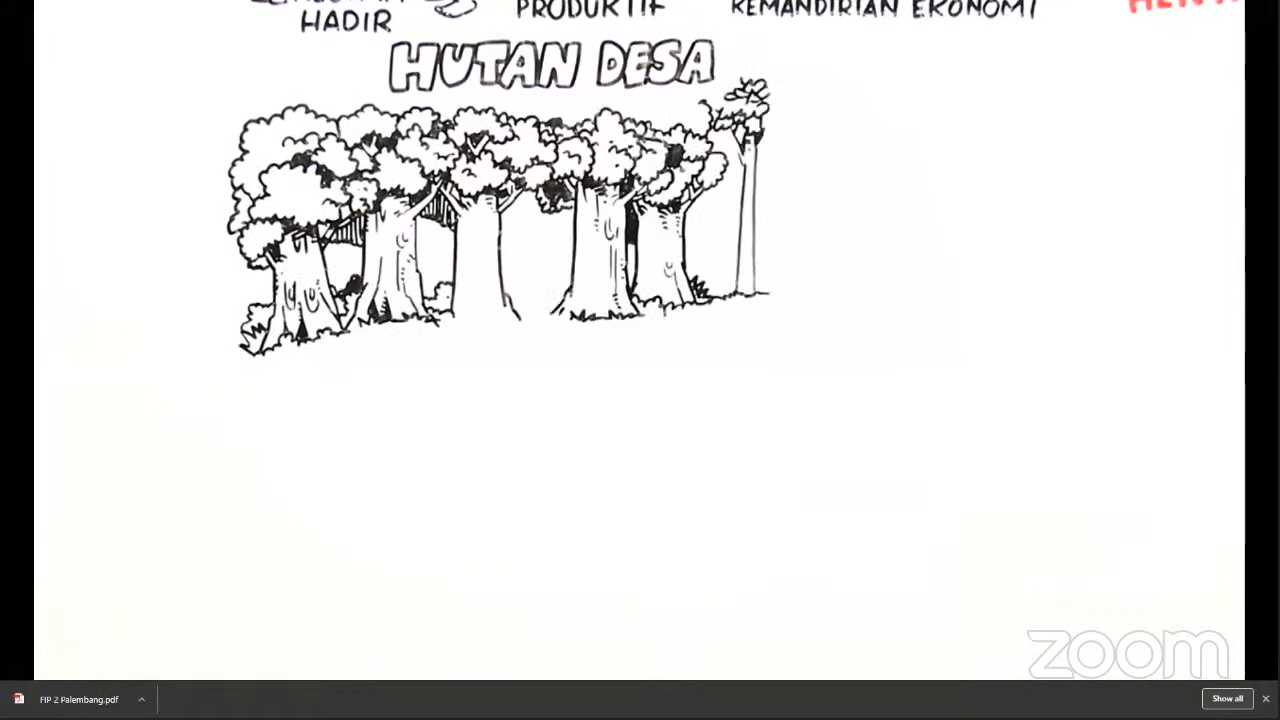 PRODUKTIF
KEMANDIRIAN EKONOMI
HADIR
HUTAN DESA
zoom
FIP 2 Palembang.pdf
Show all